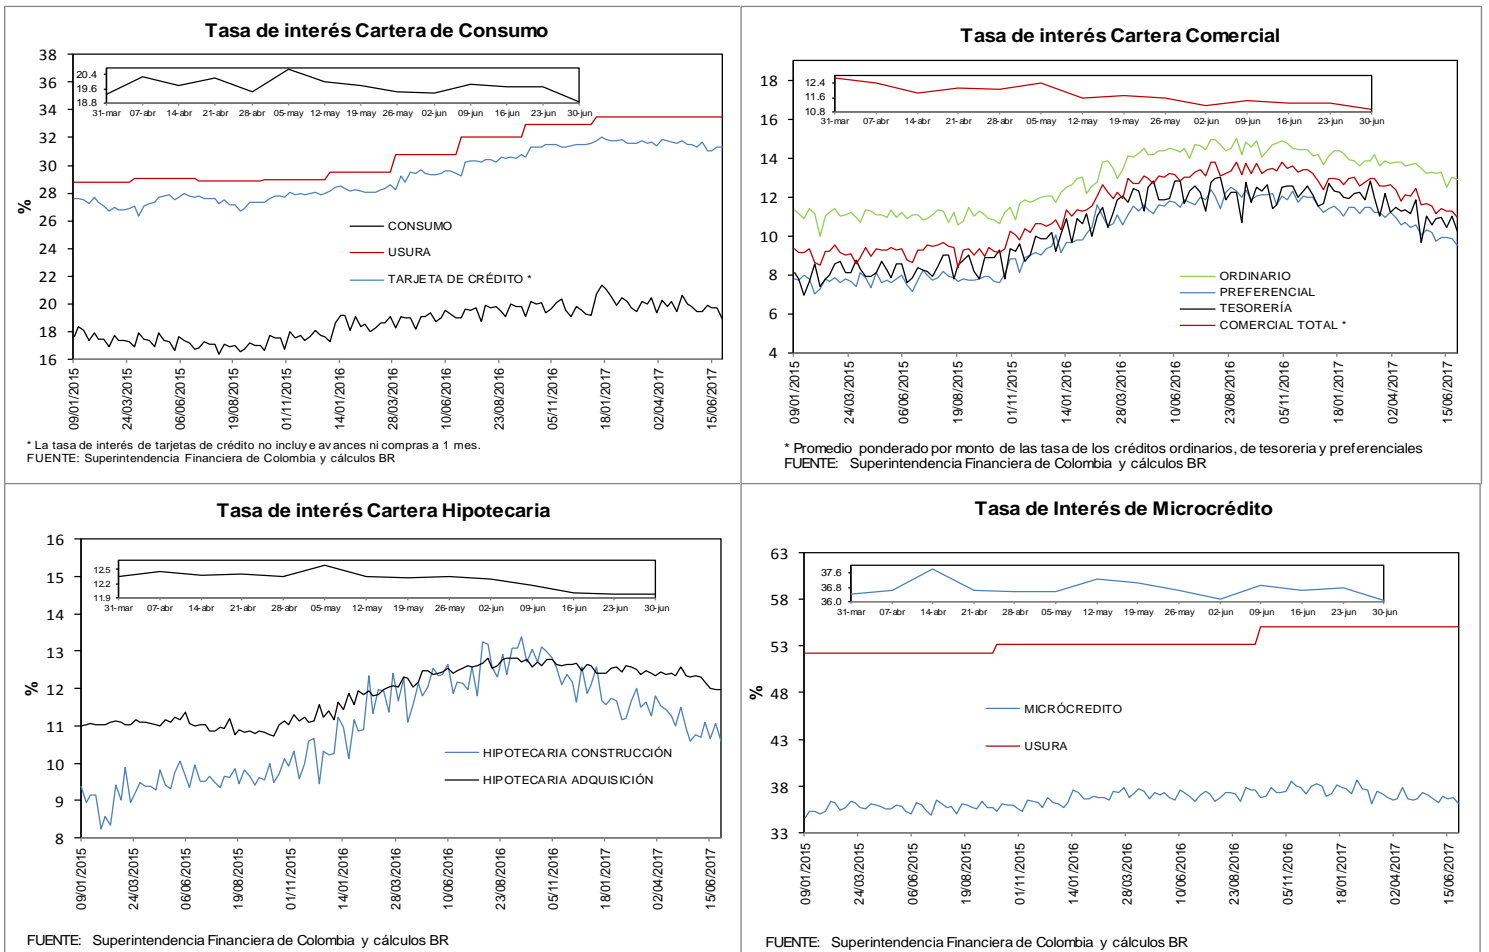 Tasa de interés Cartera de Consumo
38
36
34
32
30
28
26
24
22
20
18
16
%
20.4
19.6
18.8
31-mar 07-abr 14-abr 21-abr 28-abr 05-may 12-may 19-may 26-may 02-jun 09-jun 16-jun 23-jun 30-jun
CONSUMO
USURA
TARJETA DE CRÉDITO *
09/01/2015 24/03/2015 06/06/2015 19/08/2015 01/11/2015 14/01/2016 28/03/2016 10/06/2016 23/08/2016 05/11/2016 18/01/2017 02/04/2017 15/06/2017
* La tasa de interés de tarjetas de crédito no incluye avances ni compras a 1 mes.
FUENTE: Superintendencia Financiera de Colombia y cálculos BR
Tasa de interés Cartera Comercial
18
16
14
12
10
8
6
4
12.4
11.6
10.8
31-mar 07-abr 14-abr 21-abr 28-abr 05-may 12-may 19-may 26-may 02-jun 09-jun 16-jun 23-jun 30-jun
ORDINARIO
PREFERENCIAL
TESORERÍA
COMERCIAL TOTAL *
09/01/2015 24/03/2015 06/06/2015 19/08/2015 01/11/2015 14/01/2016 28/03/2016 10/06/2016 23/08/2016 05/11/2016 18/01/2017 02/04/2017 15/06/2017
* Promedio ponderado por monto de las tasa de los créditos ordinarios, de tesoreria y preferenciales
FUENTE: Superintendencia Financiera de Colombia y cálculos BR
Tasa de interés Cartera Hipotecaria
16
15
14
13
12
11
10
9
8
%
12.5
12.2
11.9
31-mar 07-abr 14-abr 21-abr 28-abr 05-may 12-may 19-may 26-may 02-jun 09-jun 16-jun 23-jun 30-jun
HIPOTECARIA CONSTRUCCIÓN
HIPOTECARIA ADQUISICIÓN
09/01/2015 24/03/2015 06/06/2015 19/08/2015 01/11/2015 14/01/2016 28/03/2016 10/06/2016 23/08/2016 05/11/2016 18/01/2017 02/04/2017 15/06/2017
FUENTE: Superintendencia Financiera de Colombia y cálculos BR
Tasa de Interés de Microcrédito
63
53
48
43
38
33
%
37.6
36.8
36.0
31-mar 07-abr 14-abr 21-abr 28-abr 05-may 12-may 19-may 26-may 02-jun 09-jun 16-jun 23-jun 30-jun
MICRÓCREDITO
USURA
09/01/2015 24/03/2015 06/06/2015 19/08/2015 01/11/2015 14/01/2016 28/03/2016 10/06/2016 23/08/2016 05/11/2016 18/01/2017 02/04/2017 15/06/2017
FUENTE: Superintendencia Financiera de Colombia y cálculos BR